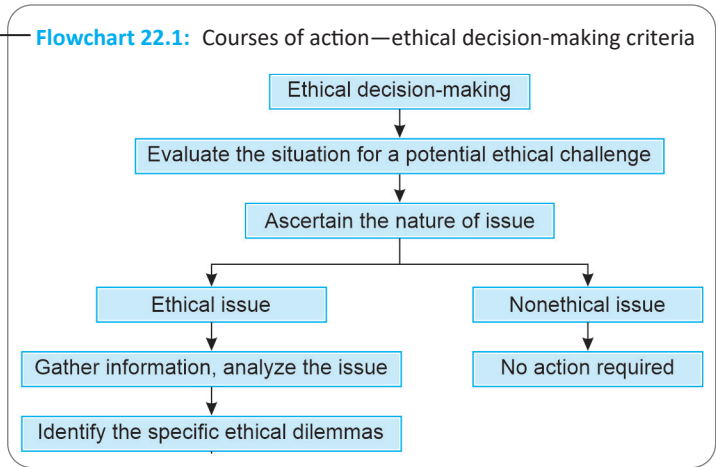 Flowchart 22.1: Courses of action—ethical decision-making criteria
Ethical decision-making
Evaluate the situation for a potential ethical challenge
Ascertain the nature of issue
Ethical issue
Nonethical issue
Gather information, analyze the issue
No action required
Identify the specific ethical dilemmas